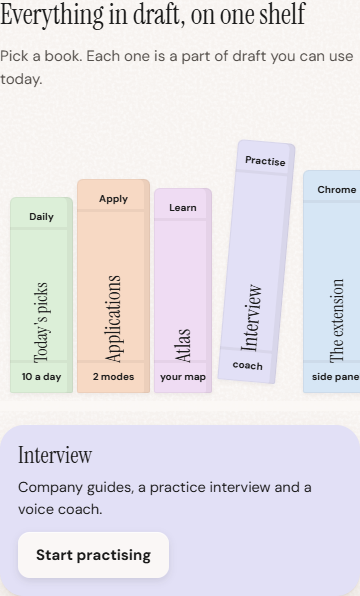 Everything in draft, on one shelf
Pick a book. Each one is a part of draft you can use
today.
Daily
Today's picks
10 a day
Apply
Applications
2 modes
Learn
Atlas
your map
Practise
Interview
coach
Chrome
The extension
side pane
Interview
Company guides, a practice interview and a
voice coach.
Start practising